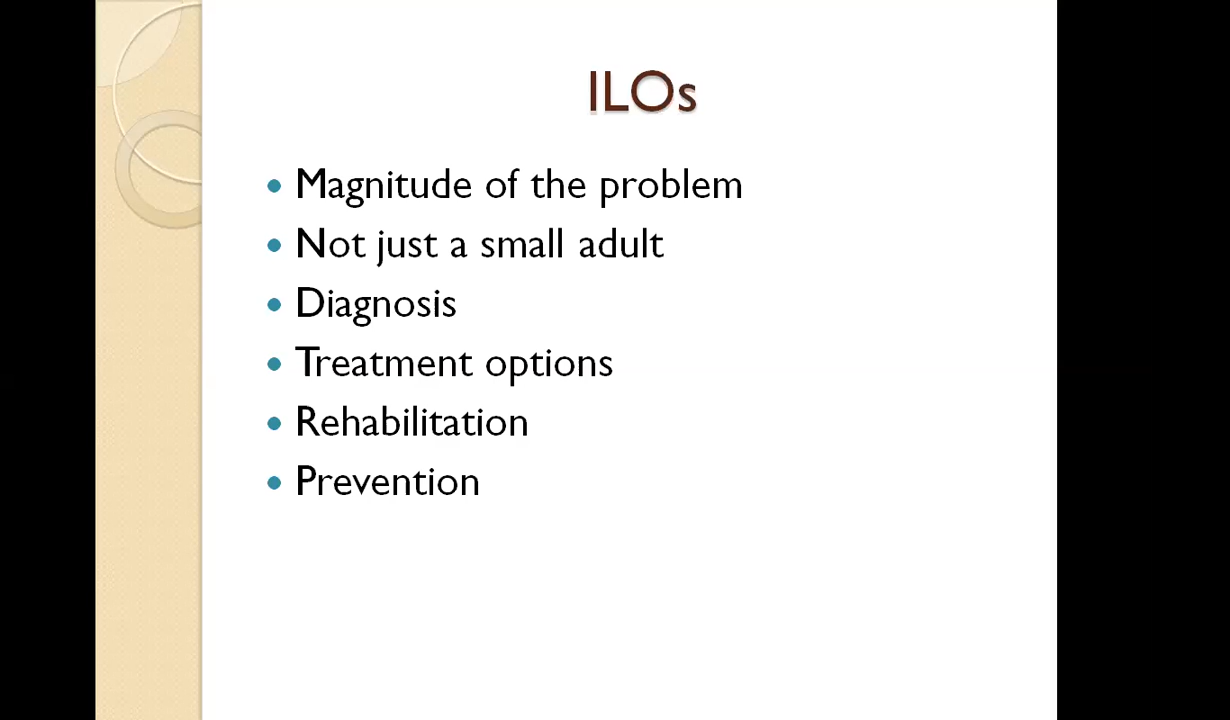 ILOs
Magnitude of the problem
Not just a small adult
Diagnosis
Treatment options
Rehabilitation
Prevention